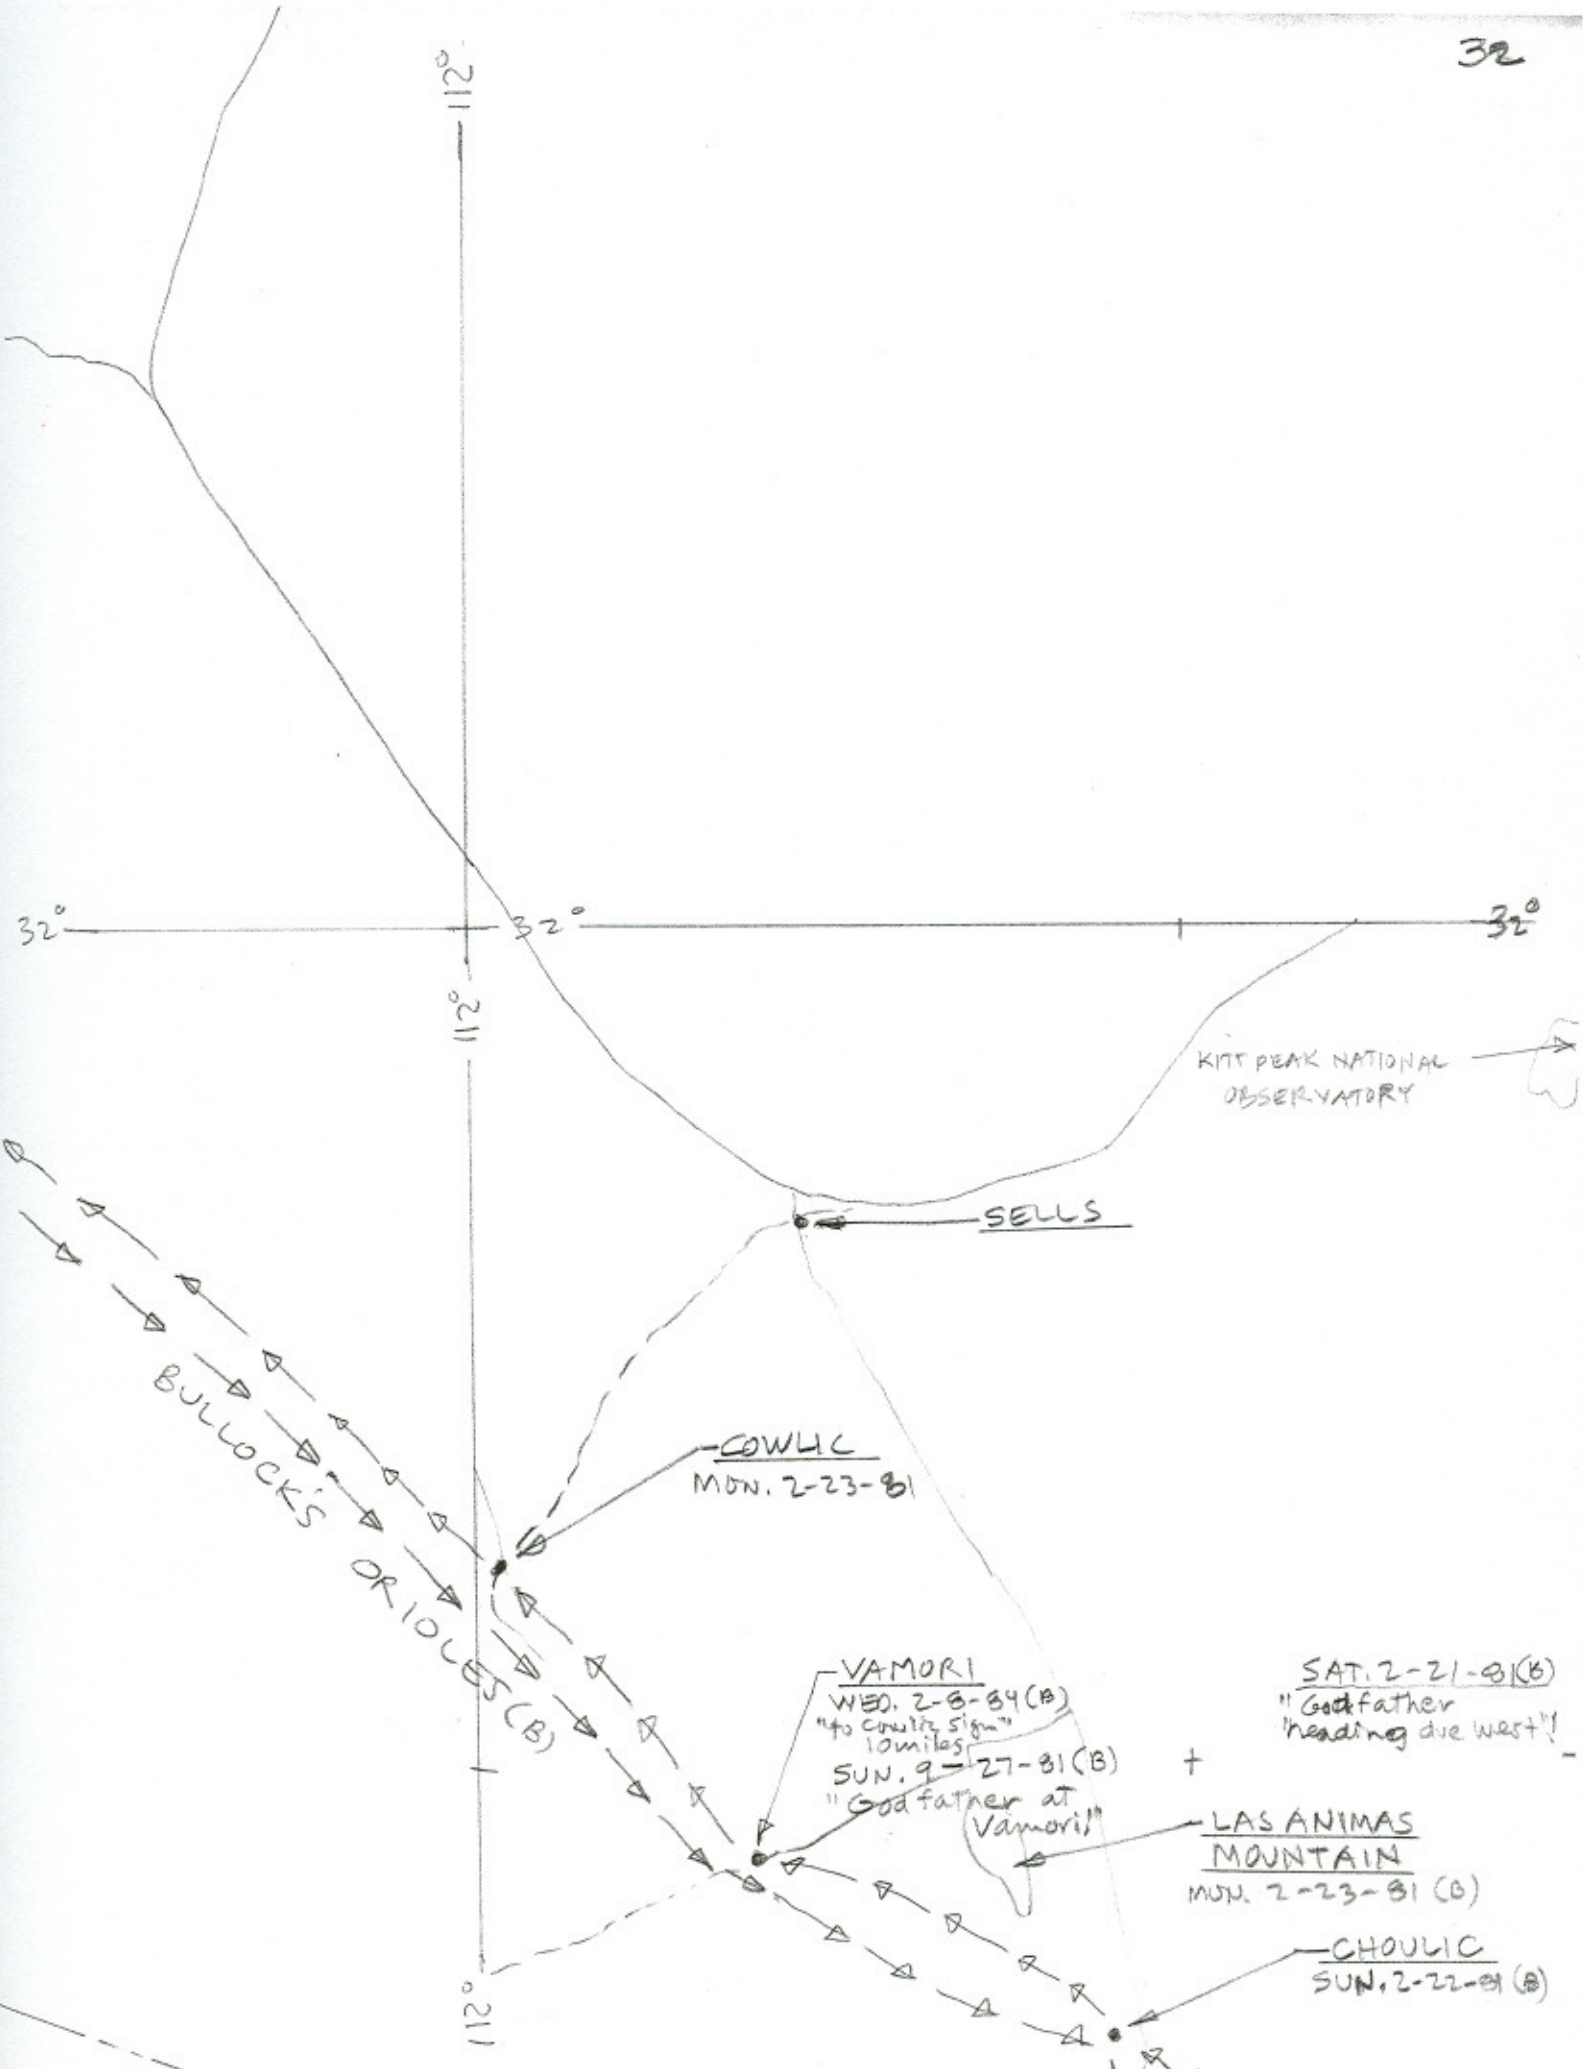 32
112°
32°
32°
32°
112°
KITT PEAK NATIONAL
OBSERVATORY
SELLS
COWLIC
MON. 2-23-81
BULLOCK'S ORIOLES (B)
VAMORI
WED. 2-8-84 (B)
"to Cowlic sign"
10 miles
SUN. 9-27-81 (B)
"Godfather at
Vamori!"
SAT. 2-21-81 (B)
"Godfather
"heading due west"!
LAS ANIMAS
MOUNTAIN
MON. 2-23-81 (B)
CHOULIC
SUN. 2-22-81 (B)
112°